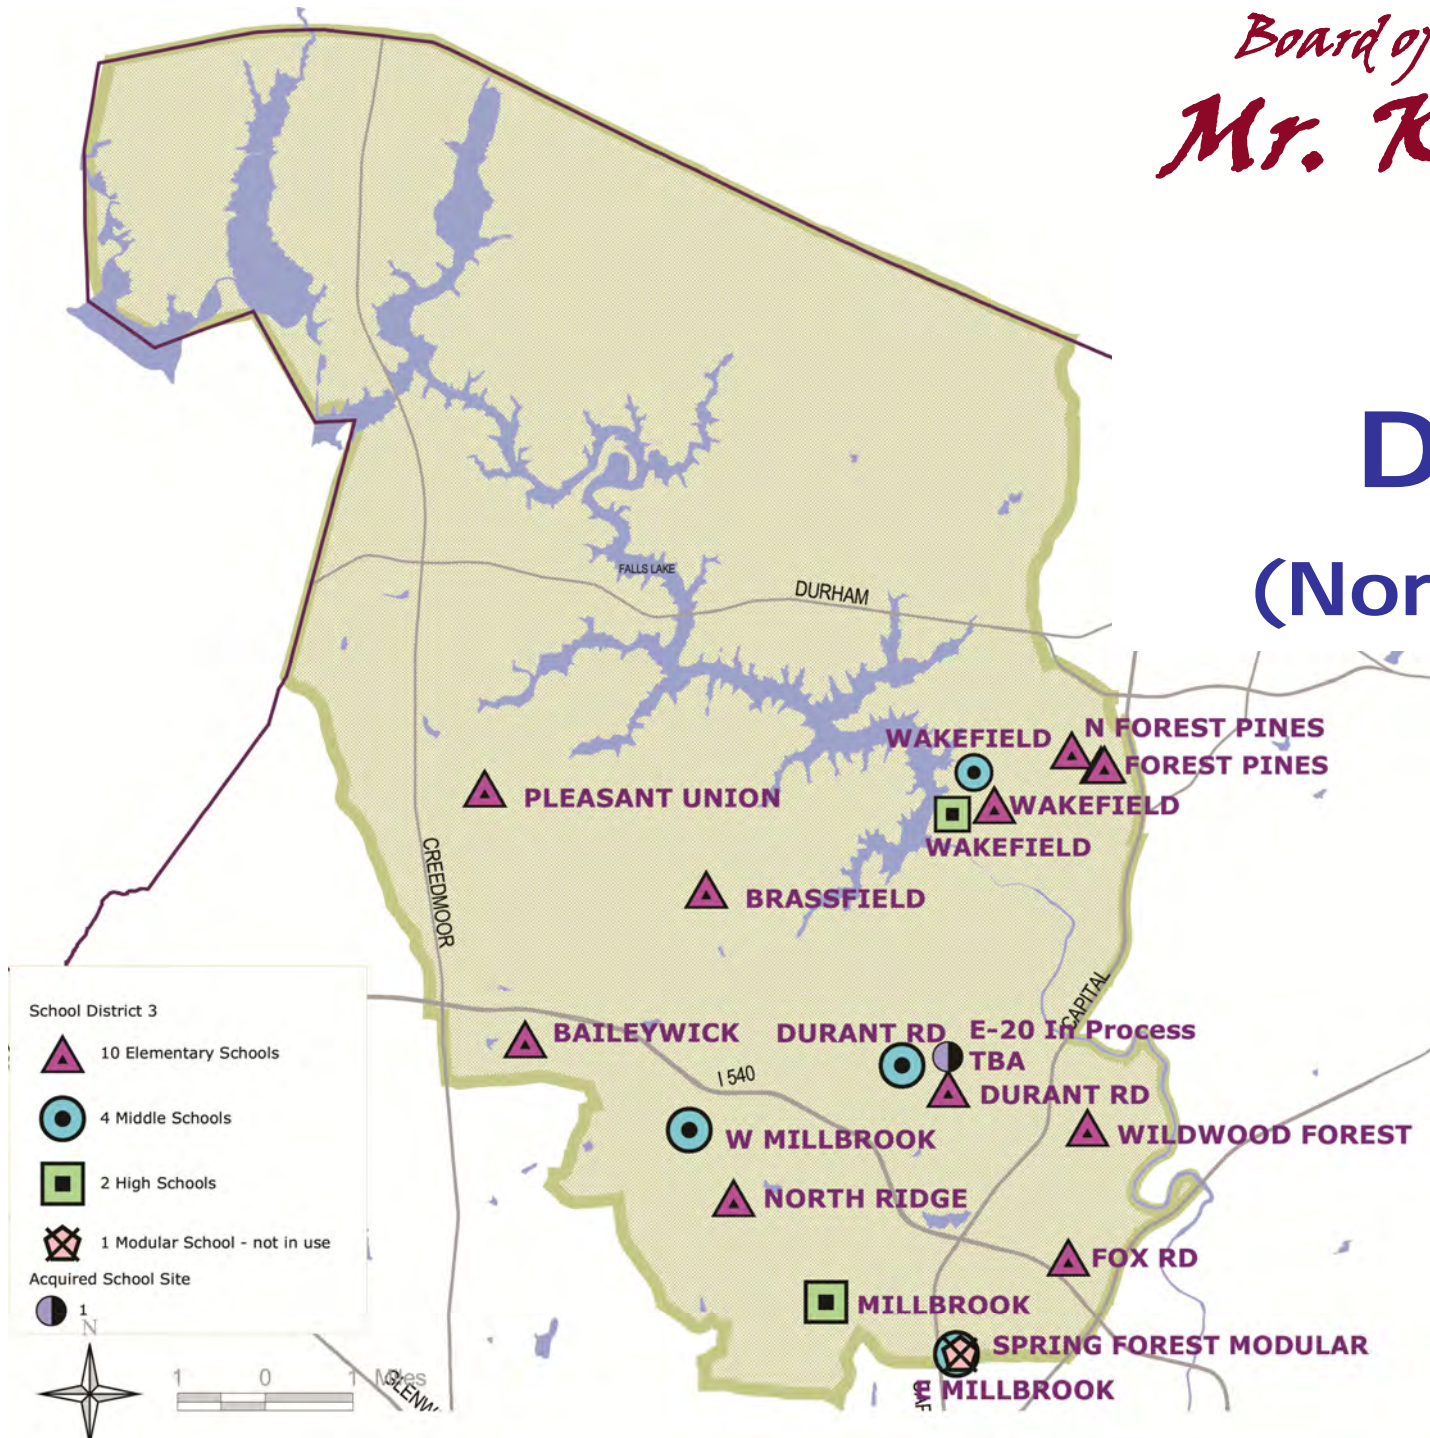 Board of
Mr. K
D
(Nor
FALLS LAKE
DURHAM
N FOREST PINES
WAKEFIELD
FOREST PINES
PLEASANT UNION
WAKEFIELD
WAKEFIELD
CREEDMOOR
BRASSFIELD
CAPITAL
BAILEYWICK
DURANT RD
E-20 In Process
TBA
I 540
DURANT RD
WILDWOOD FOREST
W MILLBROOK
NORTH RIDGE
FOX RD
MILLBROOK
SPRING FOREST MODULAR
E MILLBROOK
School District 3
10 Elementary Schools
4 Middle Schools
2 High Schools
1 Modular School - not in use
Acquired School Site
1
N
1 0 1 Miles
GLENW